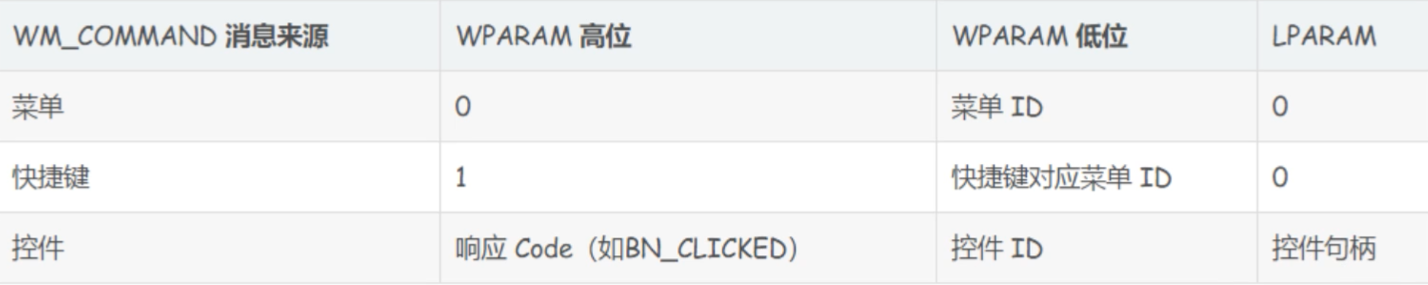 WM_COMMAND 消息来源 WPARAM 高位 WPARAM 低位 LPARAM
菜单 0 菜单 ID 0
快捷键 1 快捷键对应菜单 ID 0
控件 响应 Code（如BN_CLICKED） 控件 ID 控件句柄